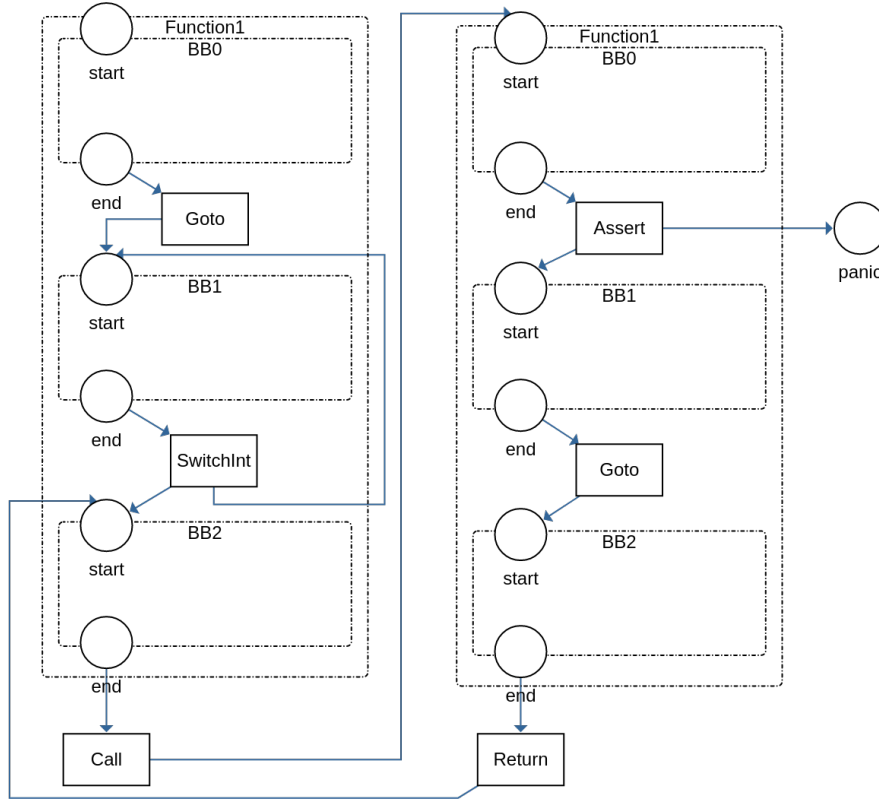 Function1
BB0
start
end
Goto
BB1
start
end
SwitchInt
BB2
start
end
Call
Function1
BB0
start
end
Assert
panic
BB1
start
end
Goto
BB2
start
end
Return